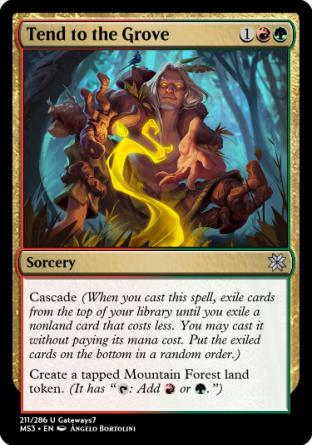 Tend to the Grove 1
Sorcery
Cascade (When you cast this spell, exile cards
from the top of your library until you exile a
nonland card that costs less. You may cast it
without paying its mana cost. Put the exiled
cards on the bottom in a random order.)
Create a tapped Mountain Forest land
token. (It has “: Add or .”)
211/286 U Gateways7
MS3 • EN Angelo Bortolini